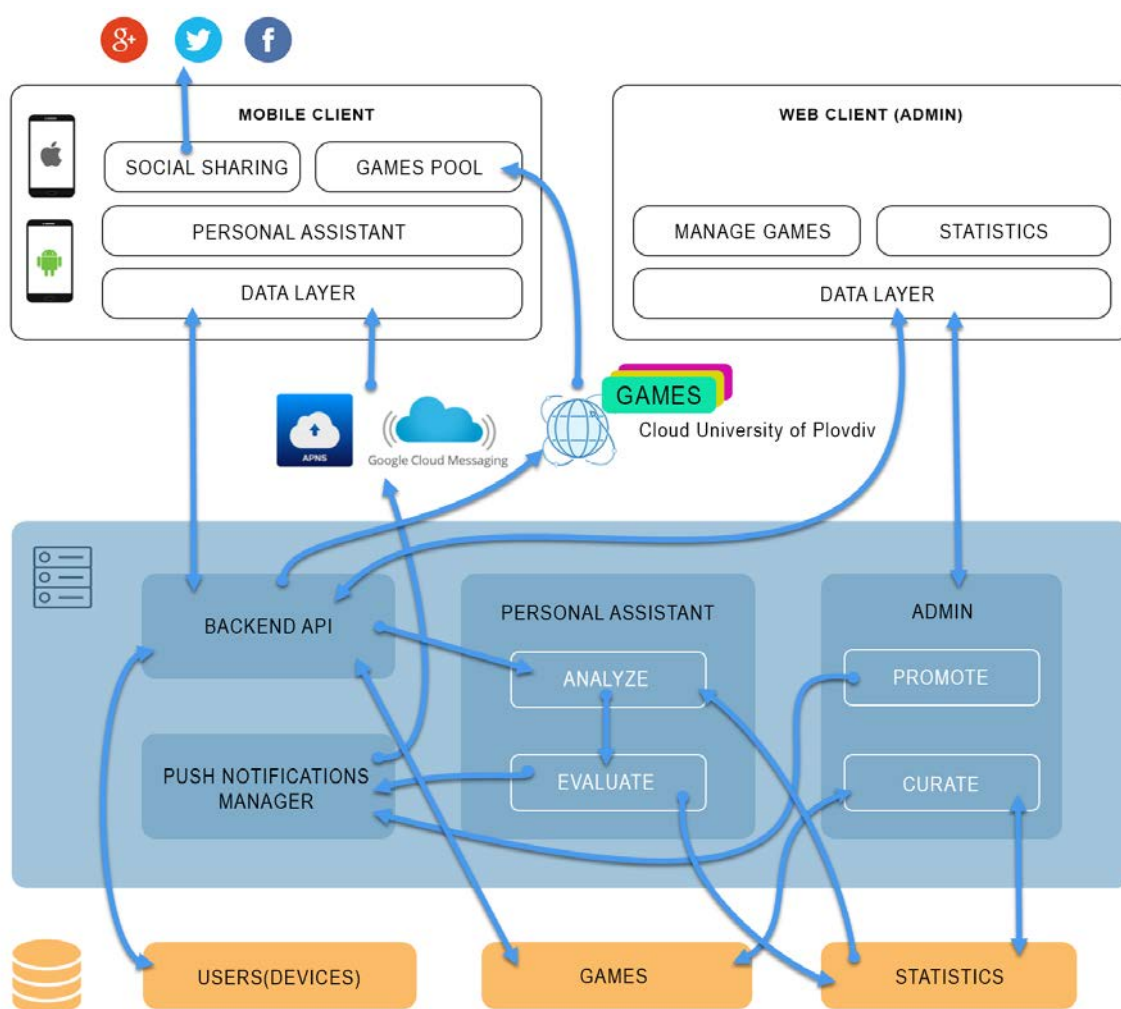 g+
f
MOBILE CLIENT
WEB CLIENT (ADMIN)
SOCIAL SHARING
GAMES POOL
PERSONAL ASSISTANT
MANAGE GAMES
STATISTICS
DATA LAYER
DATA LAYER
GAMES
Cloud University of Plovdiv
APNS
Google Cloud Messaging
BACKEND API
PERSONAL ASSISTANT
ADMIN
ANALYZE
PROMOTE
PUSH NOTIFICATIONS
MANAGER
EVALUATE
CURATE
USERS(DEVICES)
GAMES
STATISTICS